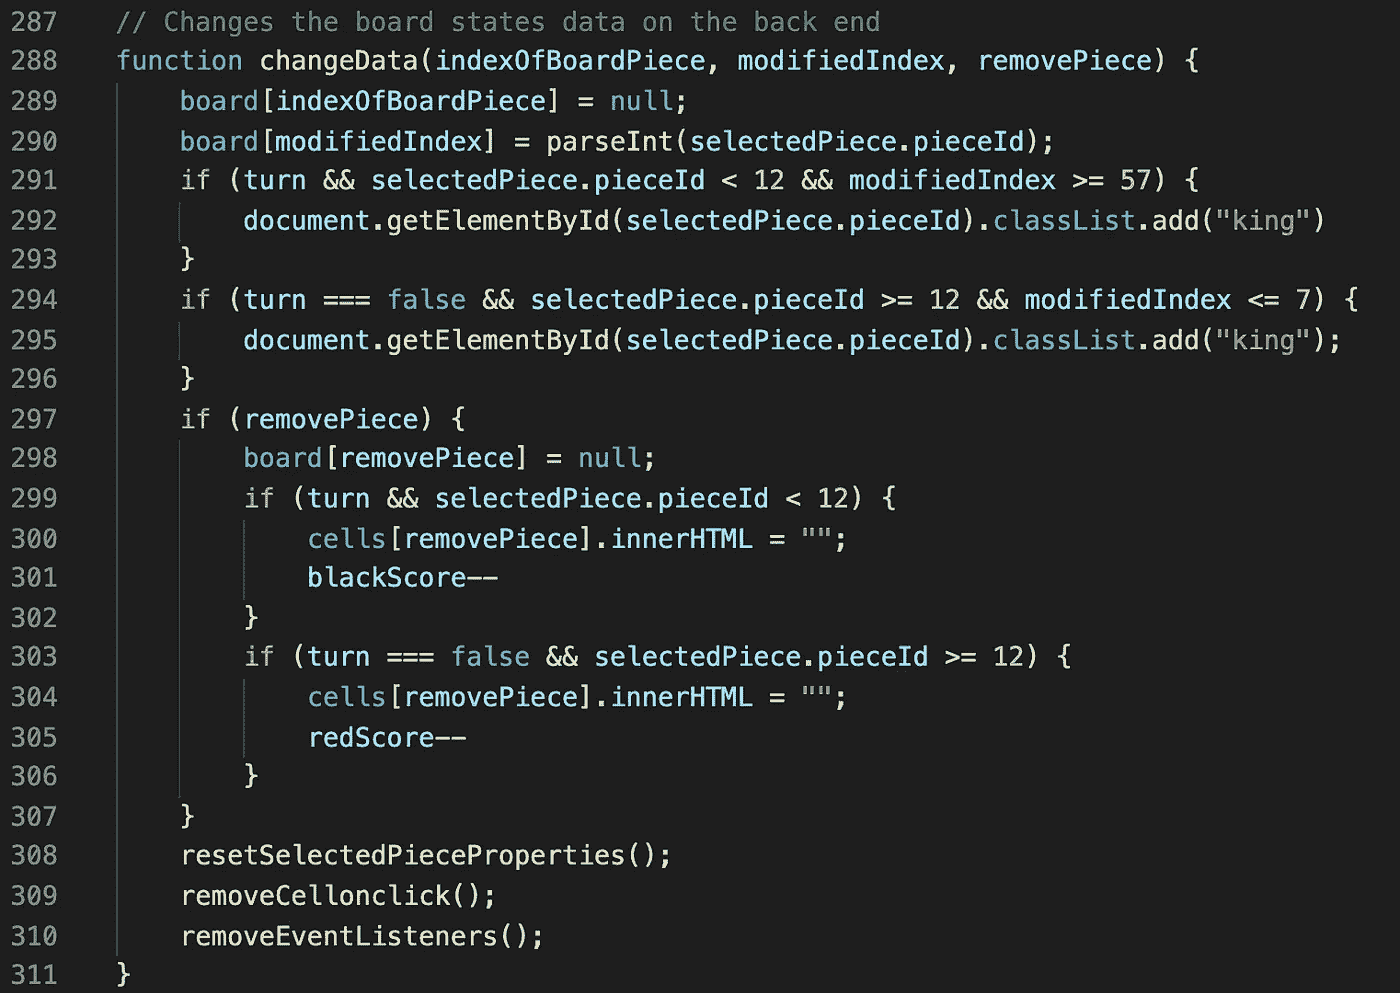 287 // Changes the board states data on the back end
288 function changeData(indexOfBoardPiece, modifiedIndex, removePiece) {
289 board[indexOfBoardPiece] = null;
290 board[modifiedIndex] = parseInt(selectedPiece.pieceId);
291 if (turn && selectedPiece.pieceId < 12 && modifiedIndex >= 57) {
292 document.getElementById(selectedPiece.pieceId).classList.add("king")
293 }
294 if (turn === false && selectedPiece.pieceId >= 12 && modifiedIndex <= 7) {
295 document.getElementById(selectedPiece.pieceId).classList.add("king");
296 }
297 if (removePiece) {
298 board[removePiece] = null;
299 if (turn && selectedPiece.pieceId < 12) {
300 cells[removePiece].innerHTML = "";
301 blackScore--
302 }
303 if (turn === false && selectedPiece.pieceId >= 12) {
304 cells[removePiece].innerHTML = "";
305 redScore--
306 }
307 }
308 resetSelectedPieceProperties();
309 removeCellonclick();
310 removeEventListeners();
311 }